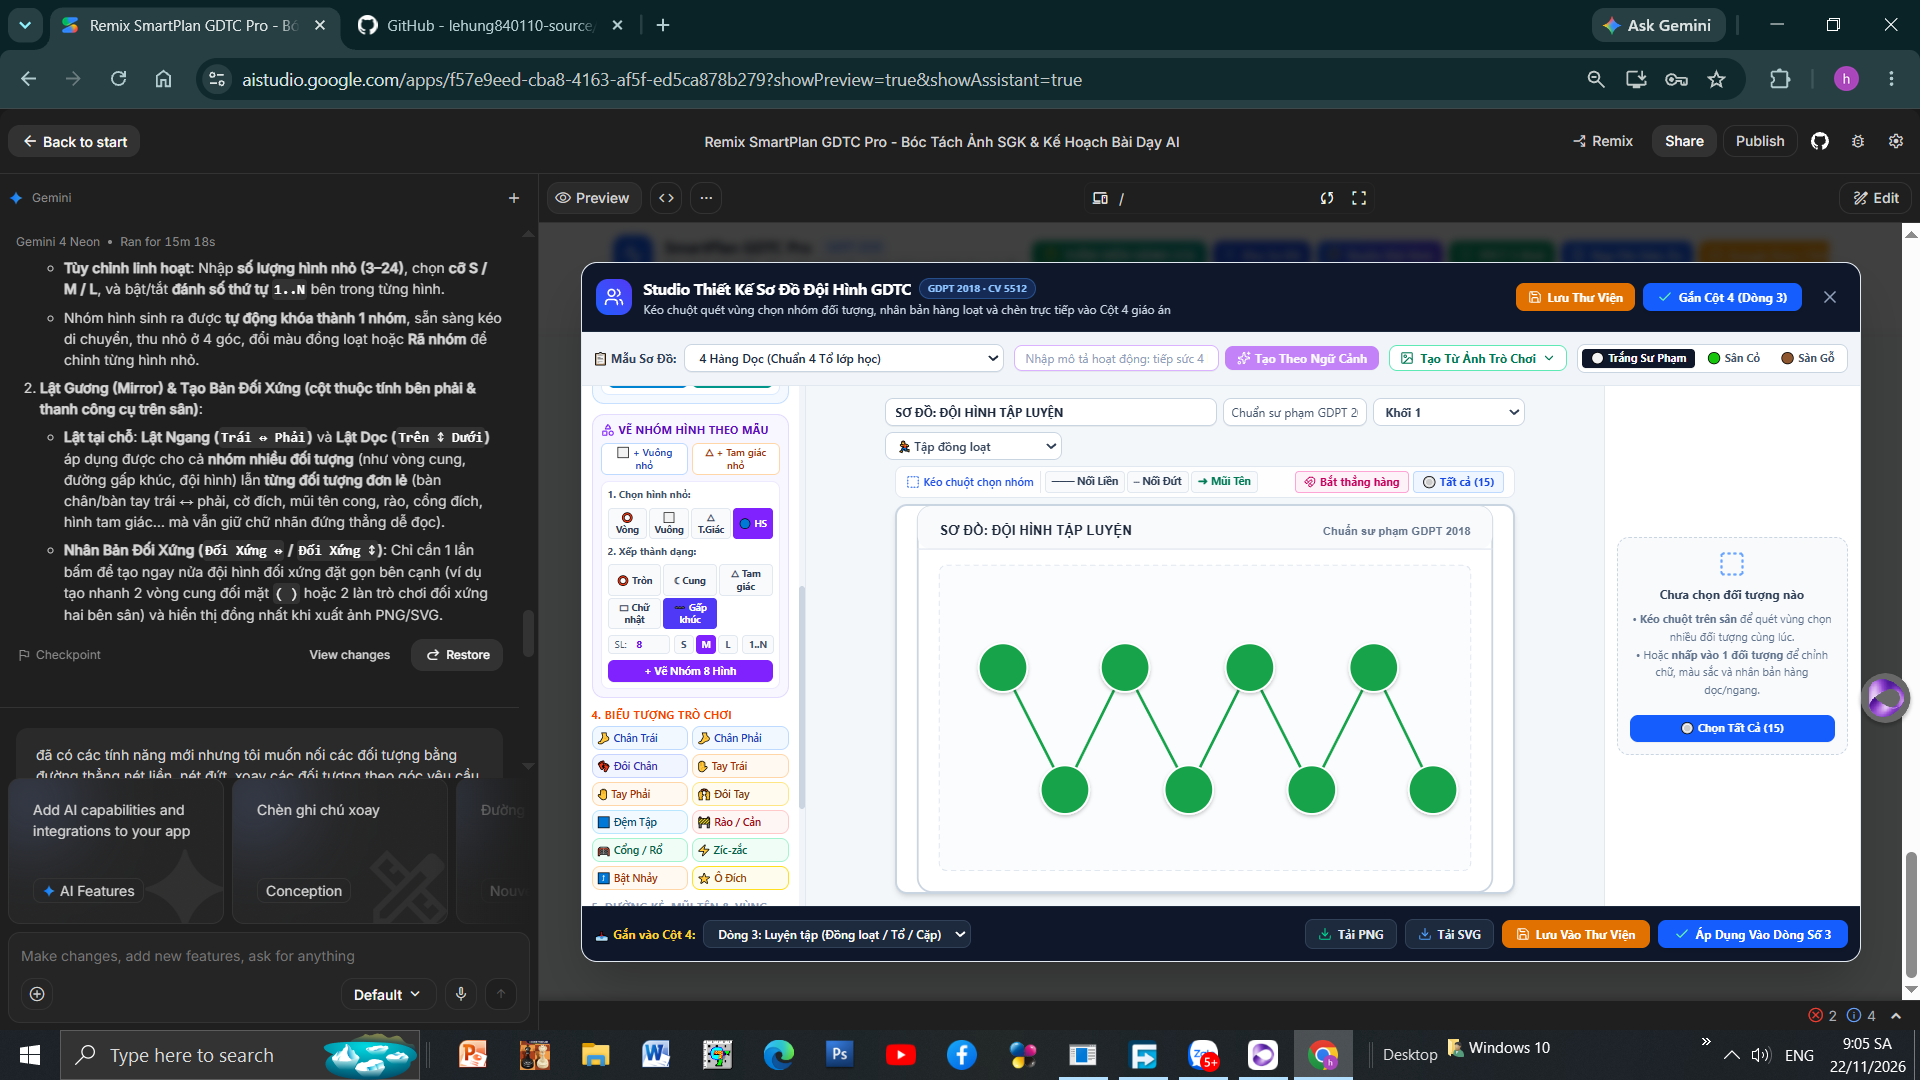 Remix SmartPlan GDTC Pro - Bó
GitHub - lehung840110-source/
Ask Gemini
aistudio.google.com/apps/f57e9eed-cba8-4163-af5f-ed5ca878b279?showPreview=true&showAssistant=true
h
Back to start
Remix SmartPlan GDTC Pro - Bóc Tách Ảnh SGK & Kế Hoạch Bài Dạy AI
Remix
Share
Publish
Gemini
Preview
/
Edit
Gemini 4 Neon • Ran for 15m 18s
Tùy chỉnh linh hoạt: Nhập số lượng hình nhỏ (3–24), chọn cỡ S /
M / L, và bật/tắt đánh số thứ tự 1..N bên trong từng hình.
Nhóm hình sinh ra được tự động khóa thành 1 nhóm, sẵn sàng kéo
di chuyển, thu nhỏ ở 4 góc, đổi màu đồng loạt hoặc Rã nhóm để
chỉnh từng hình nhỏ.
2. Lật Gương (Mirror) & Tạo Bản Đối Xứng (cột thuộc tính bên phải &
thanh công cụ trên sân):
Lật tại chỗ: Lật Ngang (Trái ↔ Phải) và Lật Dọc (Trên ↕ Dưới)
áp dụng được cho cả nhóm nhiều đối tượng (như vòng cung,
đường gấp khúc, đội hình) lẫn từng đối tượng đơn lẻ (bàn
chân/bàn tay trái ↔ phải, cờ đích, mũi tên cong, rào, cổng đích,
hình tam giác... mà vẫn giữ chữ nhãn đứng thẳng dễ đọc).
Nhân Bản Đối Xứng (Đối Xứng ↔ / Đối Xứng ↕): Chỉ cần 1 lần
bấm để tạo ngay nửa đội hình đối xứng đặt gọn bên cạnh (ví dụ
tạo nhanh 2 vòng cung đối mặt ( ) hoặc 2 làn trò chơi đối xứng
hai bên sân) và hiển thị đồng nhất khi xuất ảnh PNG/SVG.
Checkpoint
View changes
Restore
đã có các tính năng mới nhưng tôi muốn nối các đối tượng bằng
đường thẳng nét liền, nét đứt, xoay các đối tượng theo góc yêu cầu
Add AI capabilities and
integrations to your app
AI Features
Chèn ghi chú xoay
Conception
Đường
Nouv
Make changes, add new features, ask for anything
Default
Studio Thiết Kế Sơ Đồ Đội Hình GDTC
GDPT 2018 · CV 5512
Kéo chuột quét vùng chọn nhóm đối tượng, nhân bản hàng loạt và chèn trực tiếp vào Cột 4 giáo án
Lưu Thư Viện
Gắn Cột 4 (Dòng 3)
Mẫu Sơ Đồ:
4 Hàng Dọc (Chuẩn 4 Tổ lớp học)
Nhập mô tả hoạt động: tiếp sức 4
Tạo Theo Ngữ Cảnh
Tạo Từ Ảnh Trò Chơi
Trắng Sư Phạm
Sân Cỏ
Sàn Gỗ
VẼ NHÓM HÌNH THEO MẪU
+ Vuông
nhỏ
+ Tam giác
nhỏ
1. Chọn hình nhỏ:
Vòng
Vuông
T.Giác
HS
2. Xếp thành dạng:
Tròn
Cung
Tam
giác
Chữ
nhật
Gấp
khúc
SL: 8
S
M
L
1..N
+ Vẽ Nhóm 8 Hình
4. BIỂU TƯỢNG TRÒ CHƠI
Chân Trái
Chân Phải
Đôi Chân
Tay Trái
Tay Phải
Đôi Tay
Đệm Tập
Rào / Cản
Cổng / Rổ
Zíc-zắc
Bật Nhảy
Ô Đích
SƠ ĐỒ: ĐỘI HÌNH TẬP LUYỆN
Chuẩn sư phạm GDPT 2
Khối 1
Tập đồng loạt
Kéo chuột chọn nhóm
Nối Liền
Nối Đứt
Mũi Tên
Bắt thẳng hàng
Tất cả (15)
SƠ ĐỒ: ĐỘI HÌNH TẬP LUYỆN
Chuẩn sư phạm GDPT 2018
Chưa chọn đối tượng nào
• Kéo chuột trên sân để quét vùng chọn
nhiều đối tượng cùng lúc.
• Hoặc nhấp vào 1 đối tượng để chỉnh
chữ, màu sắc và nhân bản hàng
dọc/ngang.
Chọn Tất Cả (15)
Gắn vào Cột 4:
Dòng 3: Luyện tập (Đồng loạt / Tổ / Cặp)
Tải PNG
Tải SVG
Lưu Vào Thư Viện
Áp Dụng Vào Dòng Số 3
2
4
Type here to search
Desktop
Windows 10
ENG
9:05 SA
22/11/2026